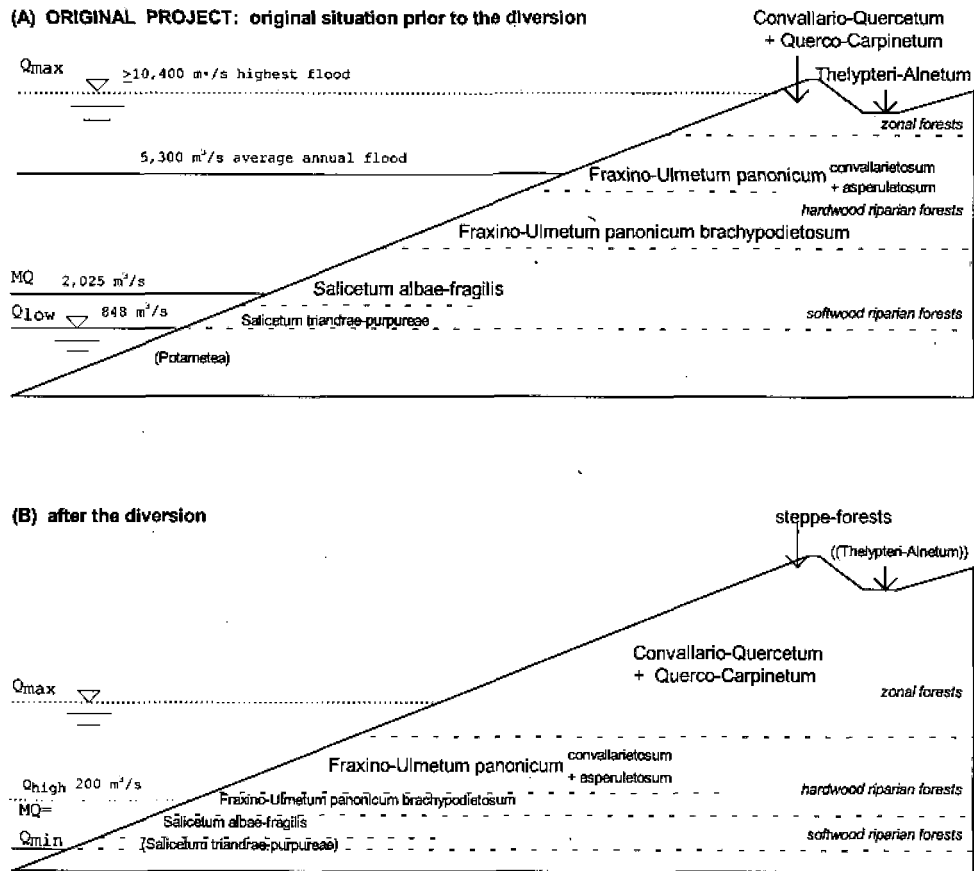 (A) ORIGINAL PROJECT: original situation prior to the diversion
Convallario-Quercetum
+ Querco-Carpinetum
Qmax
≥10,400 m³/s highest flood
Thelypteri-Alnetum
zonal forests
5,300 m³/s average annual flood
Fraxino-Ulmetum panonicum convallarietosum
+ asperuletosum
hardwood riparian forests
Fraxino-Ulmetum panonicum brachypodietosum
MQ 2,025 m³/s
Salicetum albae-fragilis
Qlow 848 m³/s
Salicetum triandrae-purpureae
softwood riparian forests
(Potametea)
(B) after the diversion
steppe-forests
((Thelypteri-Alnetum))
Convallario-Quercetum
+ Querco-Carpinetum
Qmax
zonal forests
Fraxino-Ulmetum panonicum convallarietosum
+ asperuletosum
Qhigh 200 m³/s
Fraxino-Ulmetum panonicum brachypodietosum
hardwood riparian forests
MQ=
Salicetum albae-fragilis
Qmin
(Salicetum triandrae-purpureae)
softwood riparian forests